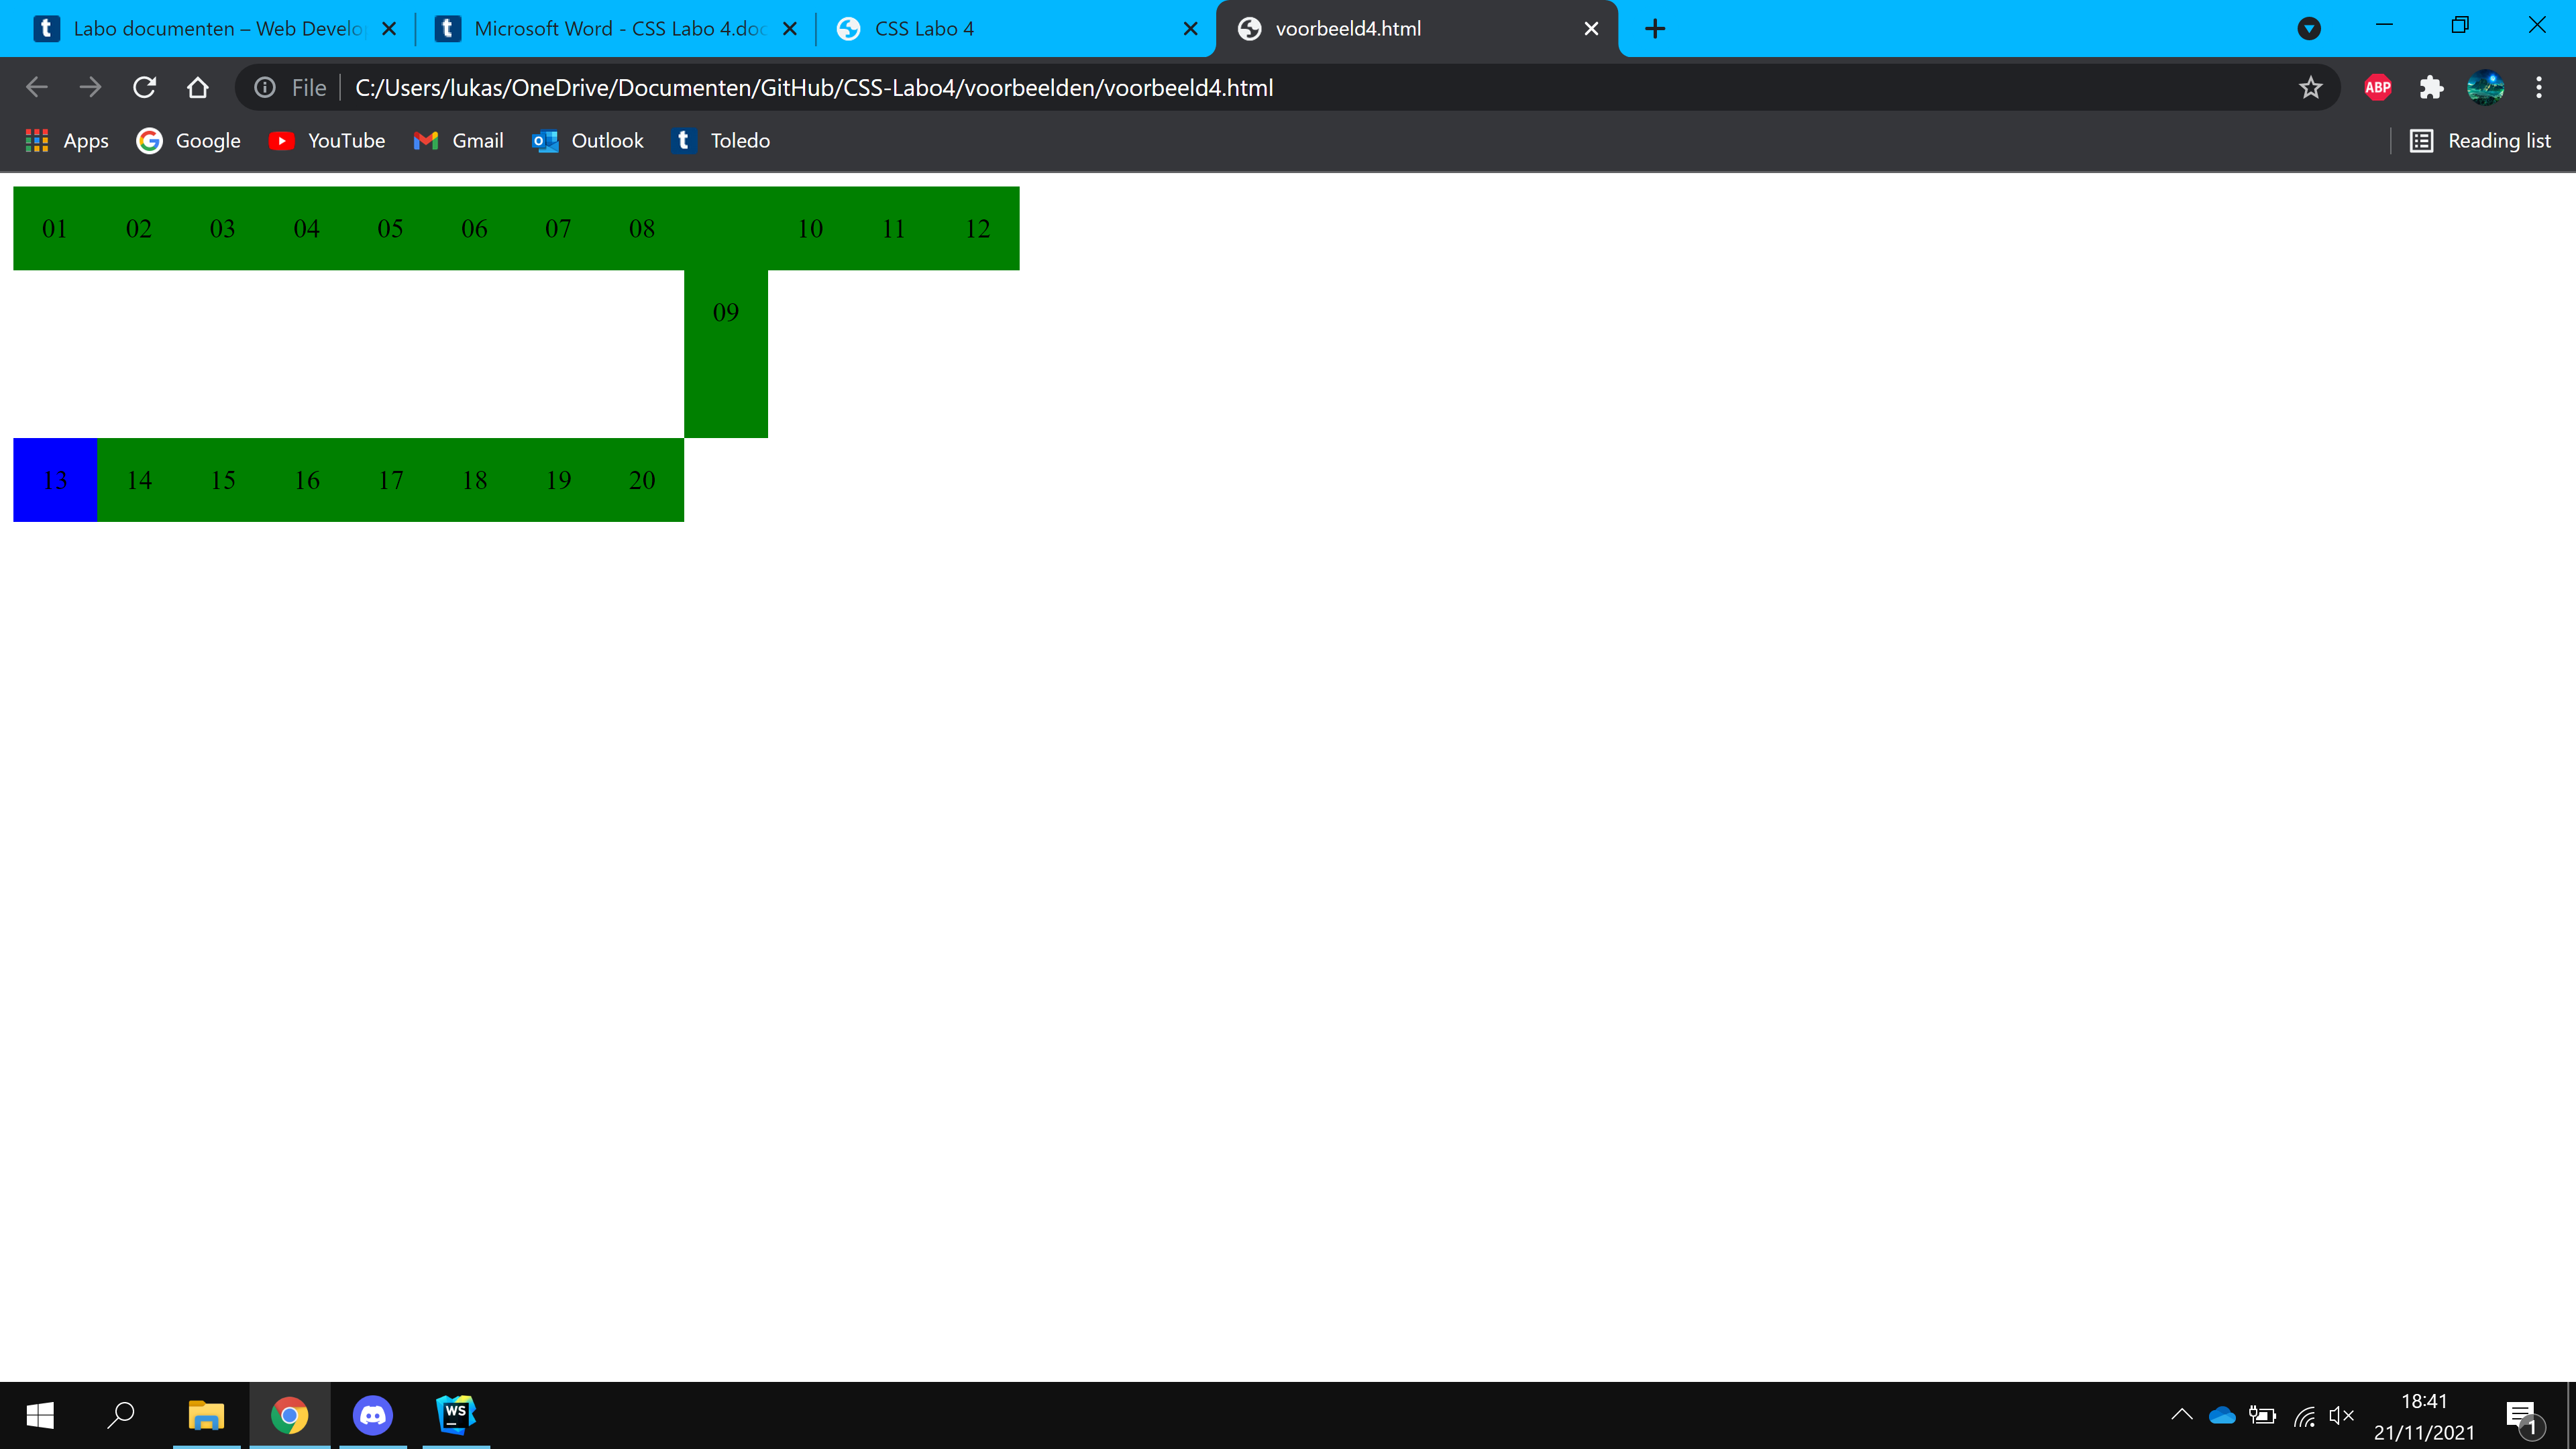 Labo documenten – Web Develo
Microsoft Word - CSS Labo 4.doc
CSS Labo 4
voorbeeld4.html
File
C:/Users/lukas/OneDrive/Documenten/GitHub/CSS-Labo4/voorbeelden/voorbeeld4.html
ABP
Apps
Google
YouTube
Gmail
Outlook
Toledo
Reading list
01 02 03 04 05 06 07 08 10 11 12
09
13 14 15 16 17 18 19 20
WS
18:41
21/11/2021
1